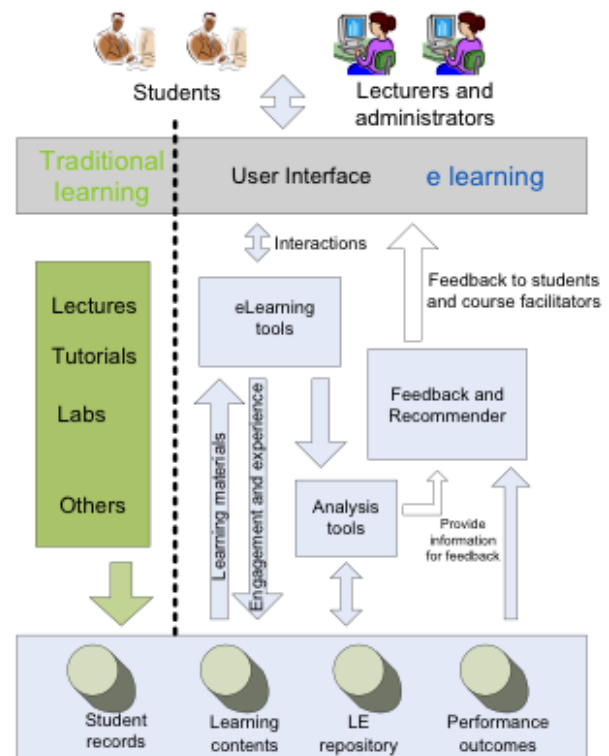 Students
Lecturers and
administrators
Traditional
learning
User Interface
e learning
Interactions
Feedback to students
and course facilitators
Lectures
Tutorials
Labs
Others
eLearning
tools
Feedback and
Recommender
Learning materials
Engagement and experience
Analysis
tools
Provide
information
for feedback
Student
records
Learning
contents
LE
repository
Performance
outcomes